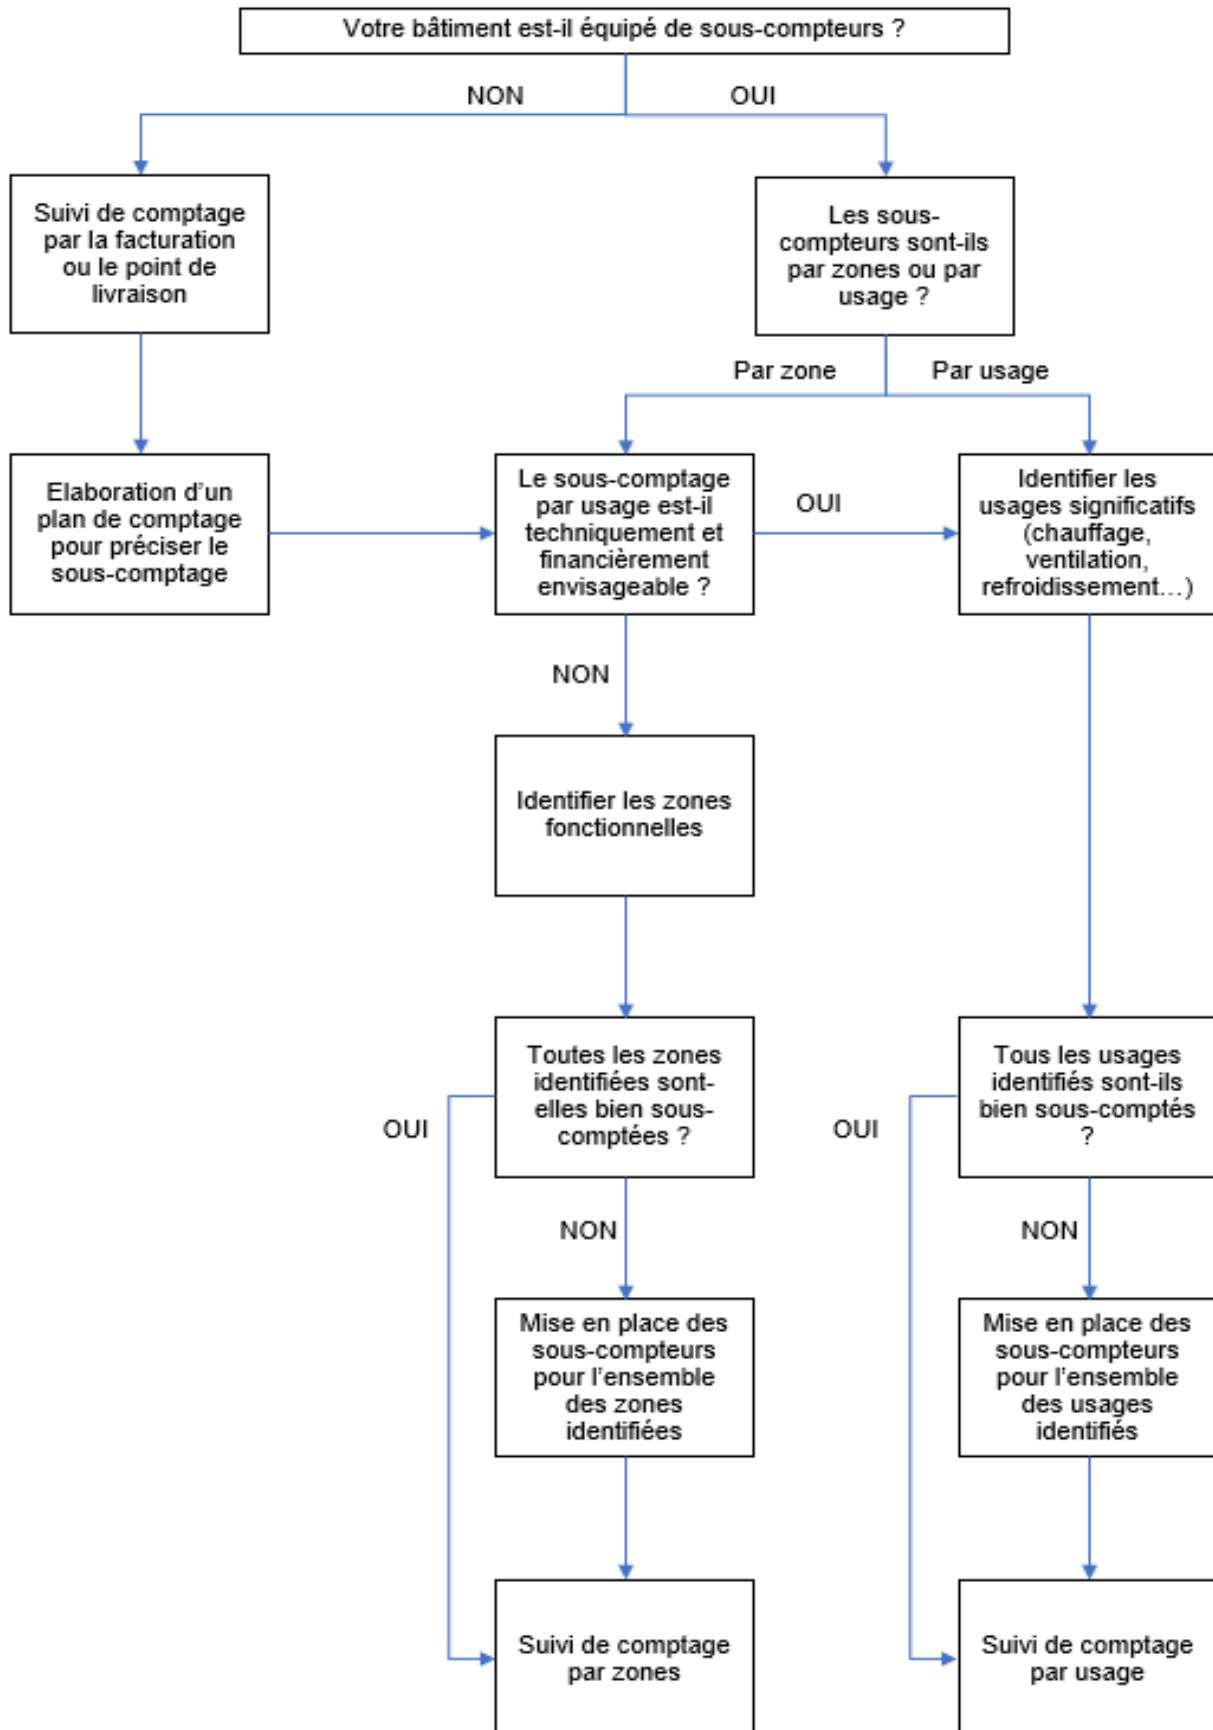 Votre bâtiment est-il équipé de sous-compteurs ?
NON
OUI
Suivi de comptage
par la facturation
ou le point de
livraison
Les sous-
compteurs sont-ils
par zones ou par
usage ?
Par zone
Par usage
Elaboration d'un
plan de comptage
pour préciser le
sous-comptage
Le sous-comptage
par usage est-il
techniquement et
financièrement
envisageable ?
OUI
Identifier les
usages significatifs
(chauffage,
ventilation,
refroidissement…)
NON
Identifier les zones
fonctionnelles
Toutes les zones
identifiées sont-
elles bien sous-
comptées ?
OUI
NON
Tous les usages
identifiés sont-ils
bien sous-comptés
?
OUI
NON
Mise en place des
sous-compteurs
pour l'ensemble
des zones
identifiées
Mise en place des
sous-compteurs
pour l'ensemble
des usages
identifiés
Suivi de comptage
par zones
Suivi de comptage
par usage